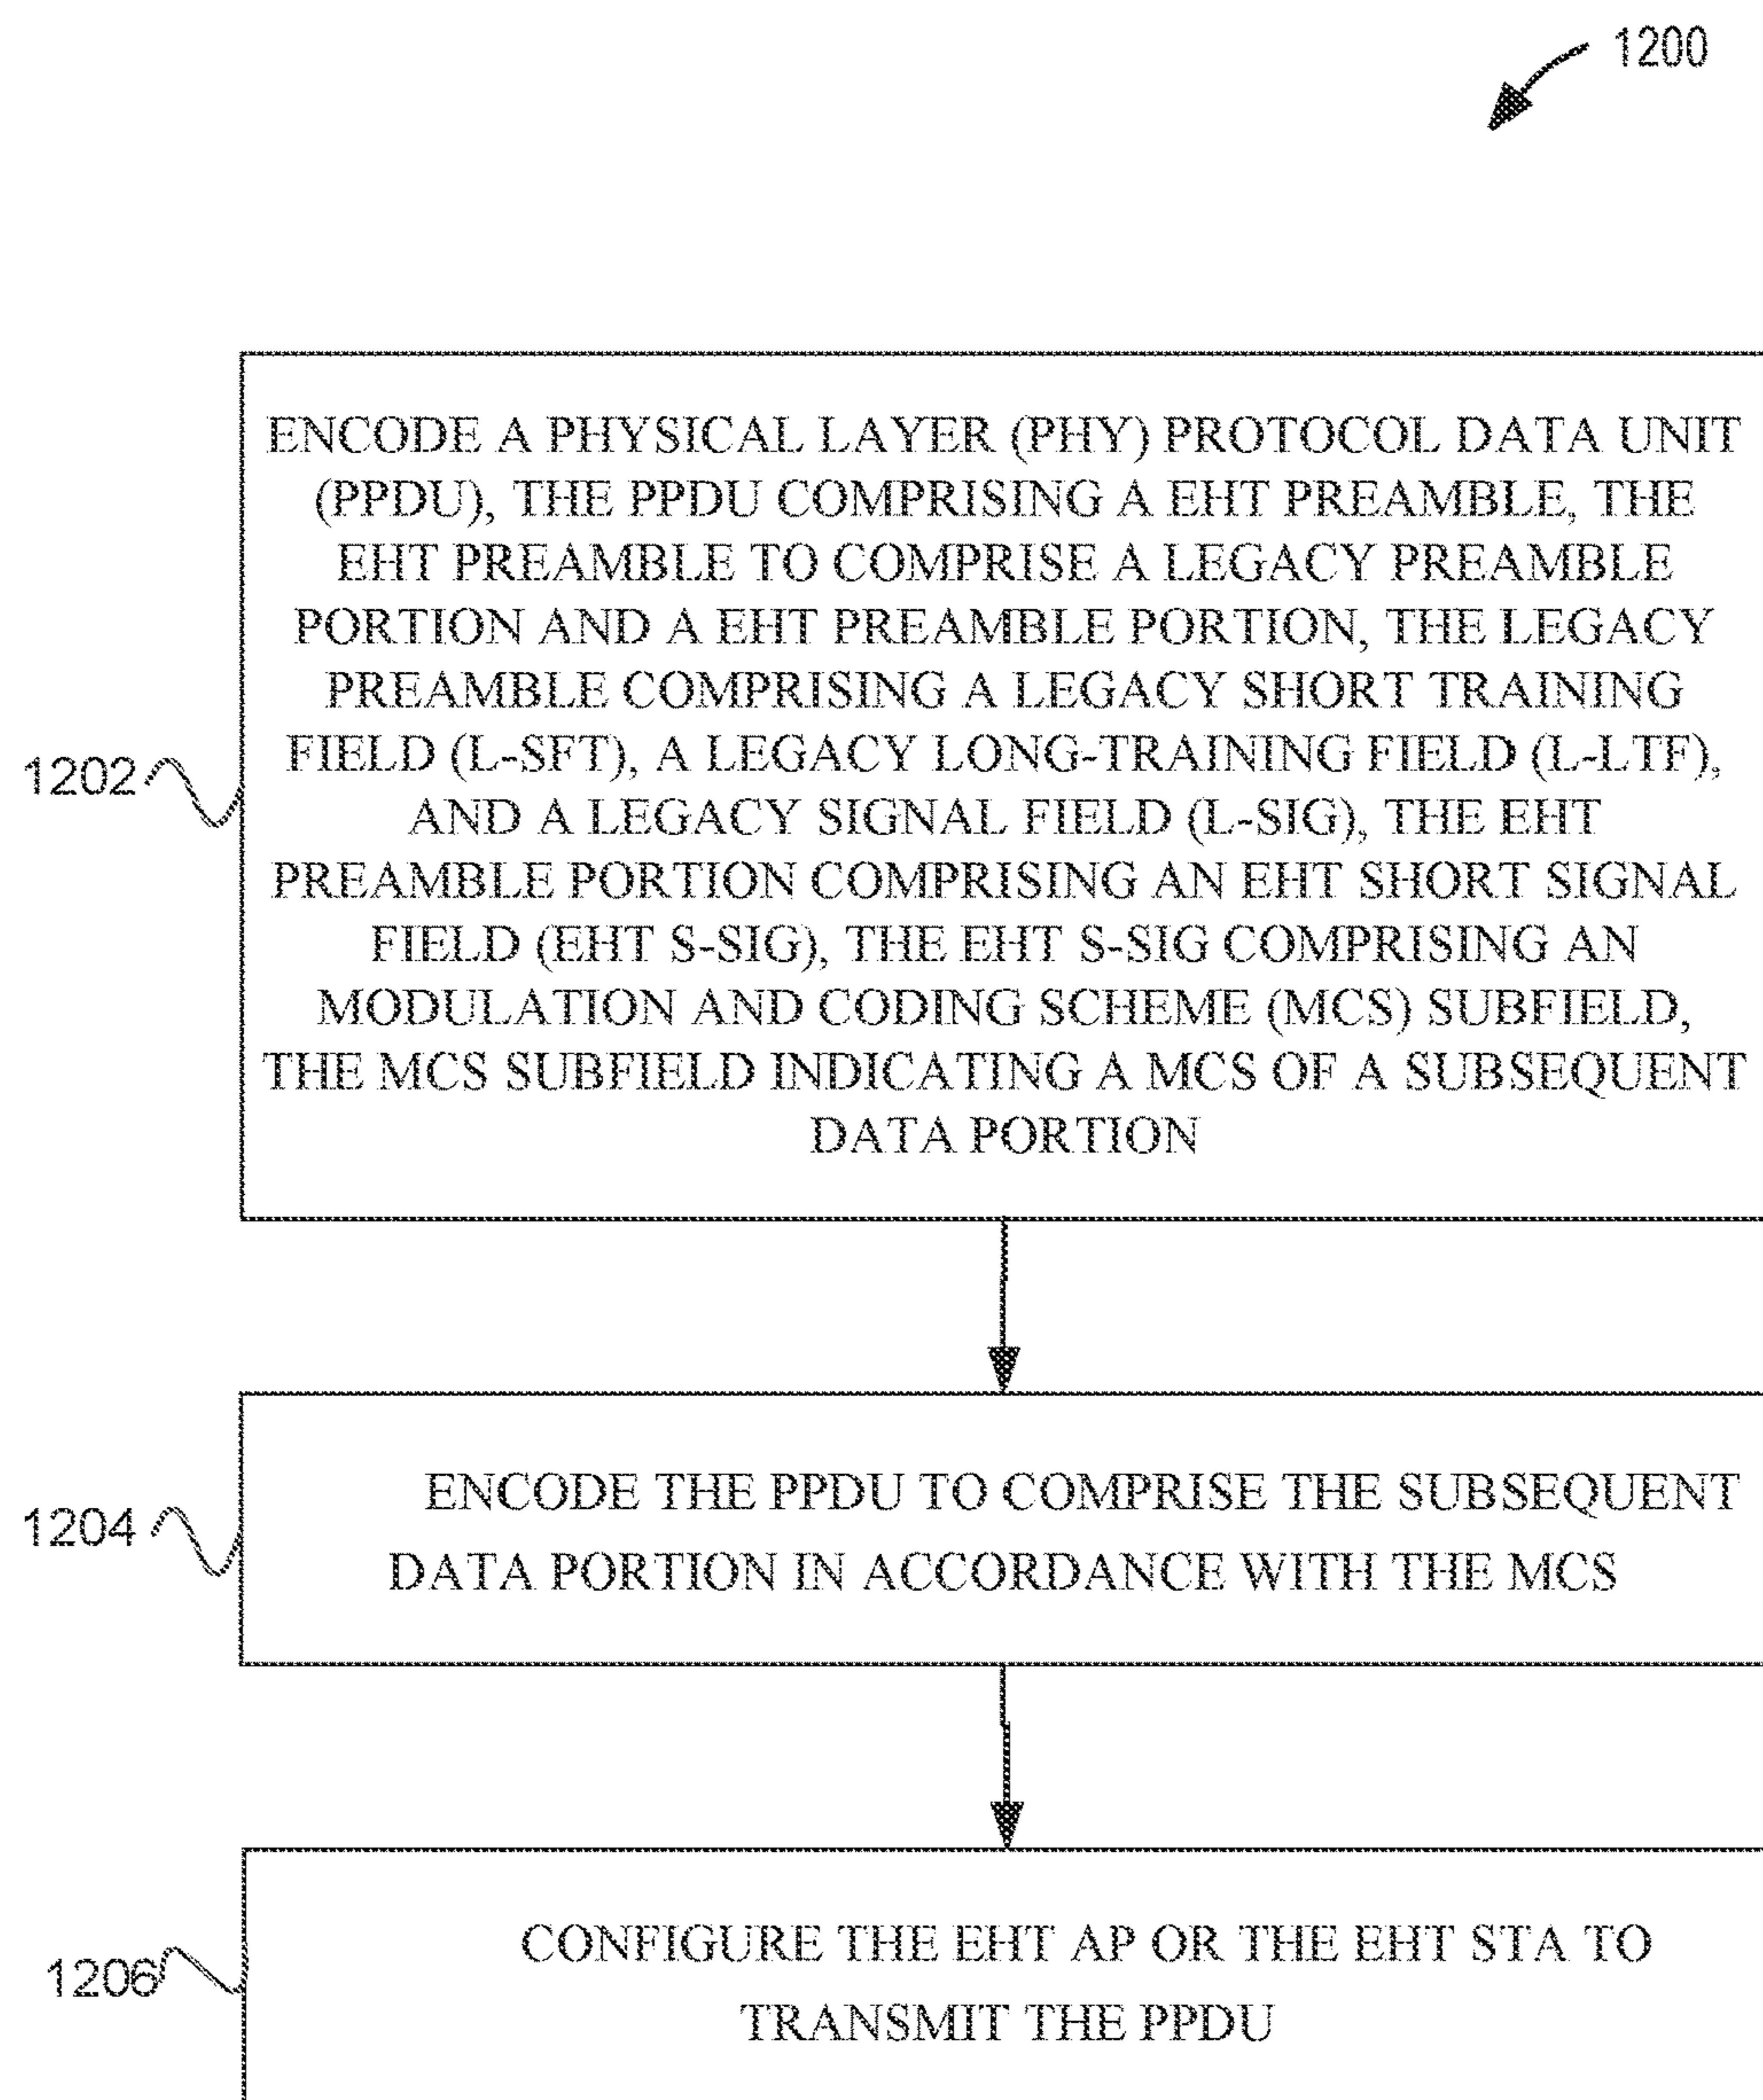 1200
ENCODE A PHYSICAL LAYER (PHY) PROTOCOL DATA UNIT
(PPDU), THE PPDU COMPRISING A EHT PREAMBLE, THE
EHT PREAMBLE TO COMPRISE A LEGACY PREAMBLE
PORTION AND A EHT PREAMBLE PORTION, THE LEGACY
PREAMBLE COMPRISING A LEGACY SHORT TRAINING
FIELD (L-SFT), A LEGACY LONG-TRAINING FIELD (L-LTF),
AND A LEGACY SIGNAL FIELD (L-SIG), THE EHT
PREAMBLE PORTION COMPRISING AN EHT SHORT SIGNAL
FIELD (EHT S-SIG), THE EHT S-SIG COMPRISING AN
MODULATION AND CODING SCHEME (MCS) SUBFIELD,
THE MCS SUBFIELD INDICATING A MCS OF A SUBSEQUENT
DATA PORTION
1202
ENCODE THE PPDU TO COMPRISE THE SUBSEQUENT
DATA PORTION IN ACCORDANCE WITH THE MCS
1204
CONFIGURE THE EHT AP OR THE EHT STA TO
TRANSMIT THE PPDU
1206